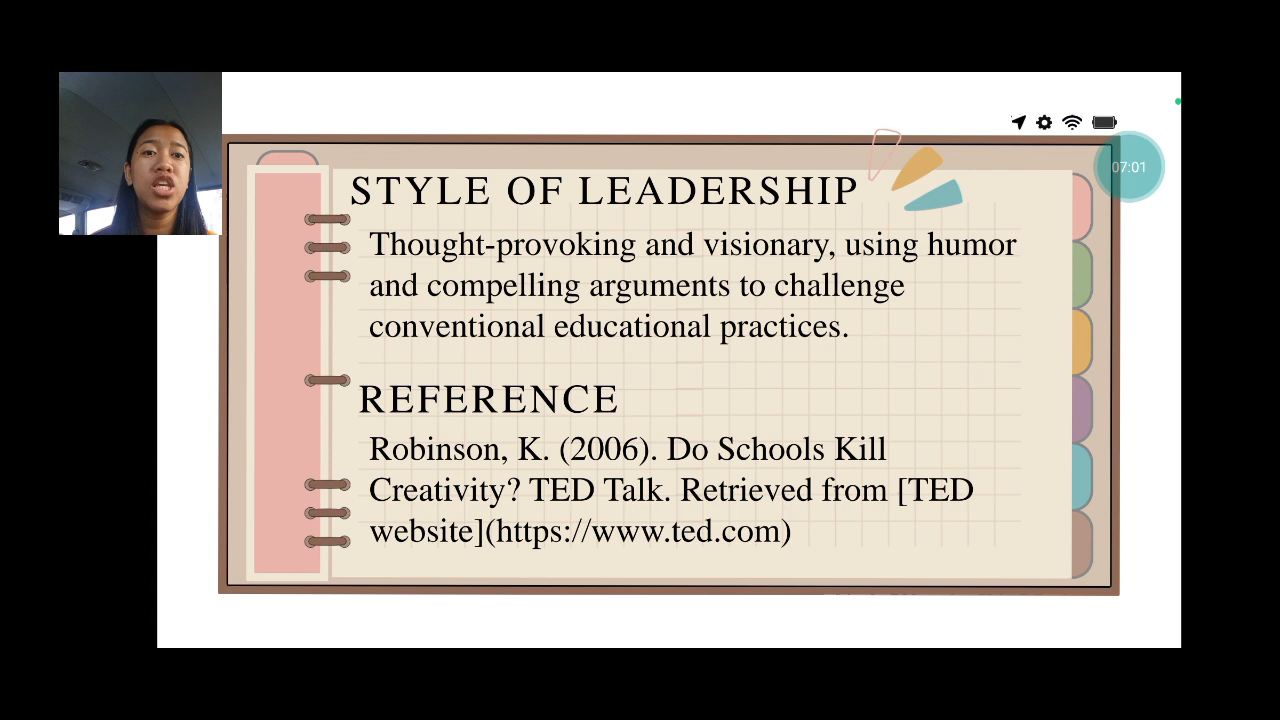 07:01
STYLE OF LEADERSHIP
Thought-provoking and visionary, using humor
and compelling arguments to challenge
conventional educational practices.
REFERENCE
Robinson, K. (2006). Do Schools Kill
Creativity? TED Talk. Retrieved from [TED
website](https://www.ted.com)